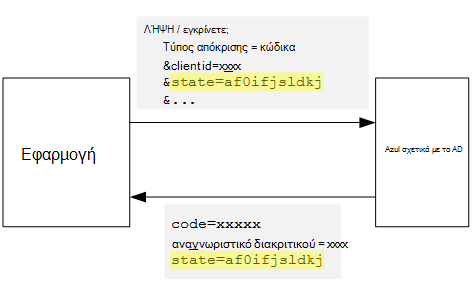 ΛΉΨΗ / εγκρίνετε;
Τύπος απόκρισης = κώδικα
&clientid=xxxx
&state=af0ifjsldkj
&...
Εφαρμογή
Azul σχετικά με το AD
code=xxxxx
αναγνωριστικό διακριτικού = xxxx
state=af0ifjsldkj